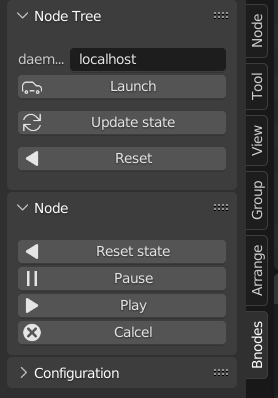 Node Tree
daem... localhost
Launch
Update state
Reset
Node
Reset state
Pause
Play
Calcel
Configuration
Node
Tool
View
Group
Arrange
Bnodes